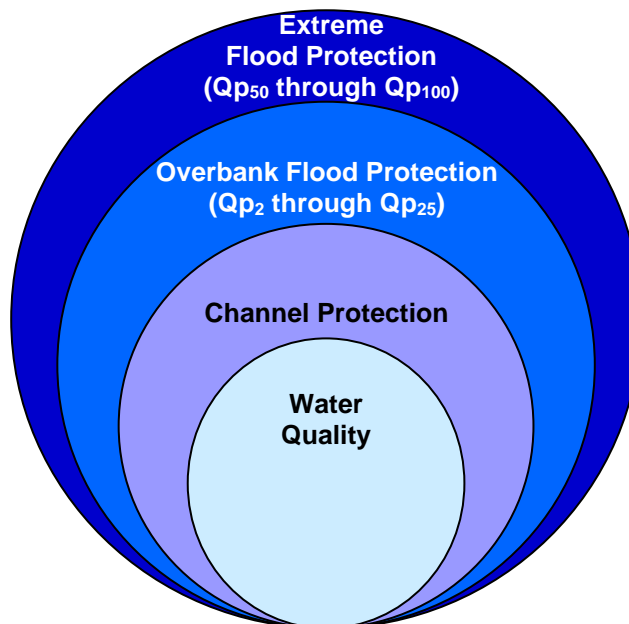 Extreme
Flood Protection
(Qp₅₀ through Qp₁₀₀)
Overbank Flood Protection
(Qp₂ through Qp₂₅)
Channel Protection
Water
Quality